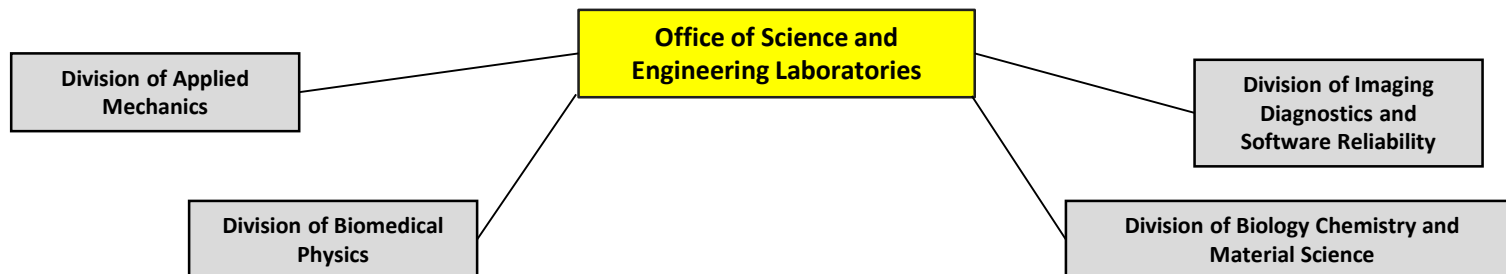 Office of Science and
Engineering Laboratories
Division of Applied
Mechanics
Division of Imaging
Diagnostics and
Software Reliability
Division of Biomedical
Physics
Division of Biology Chemistry and
Material Science